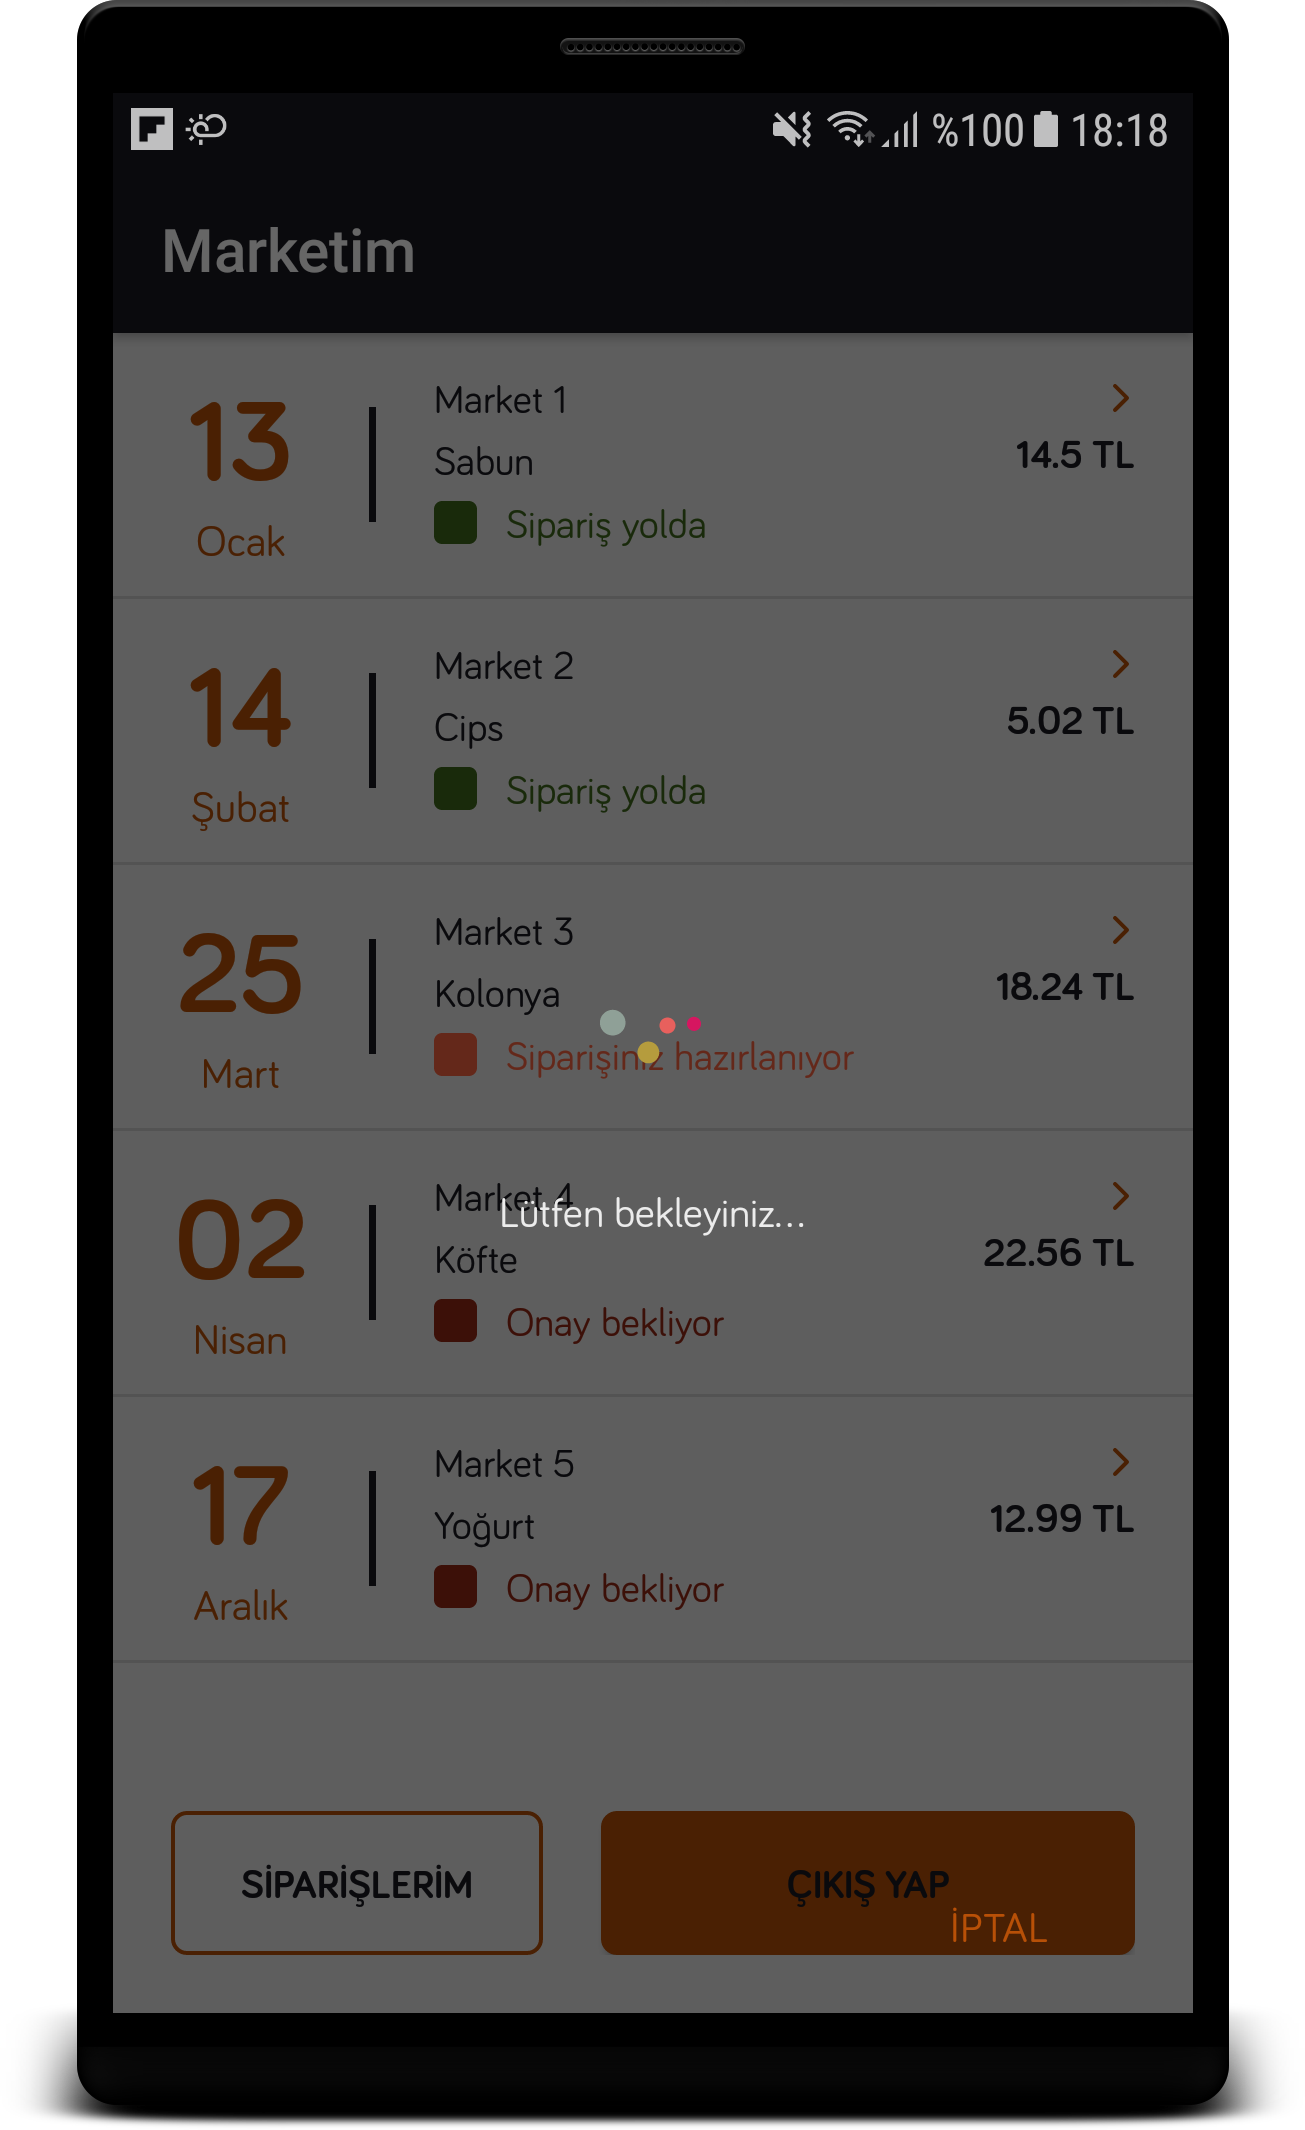 %100 18:18
Marketim
13
Ocak
Market 1
Sabun
Sipariş yolda
14.5 TL
14
Şubat
Market 2
Cips
Sipariş yolda
5.02 TL
25
Mart
Market 3
Kolonya
Siparişiniz hazırlanıyor
18.24 TL
02
Nisan
Market 4
Lütfen bekleyiniz...
Köfte
Onay bekliyor
22.56 TL
17
Aralık
Market 5
Yoğurt
Onay bekliyor
12.99 TL
SİPARİŞLERİM
ÇIKIŞ YAP
İPTAL